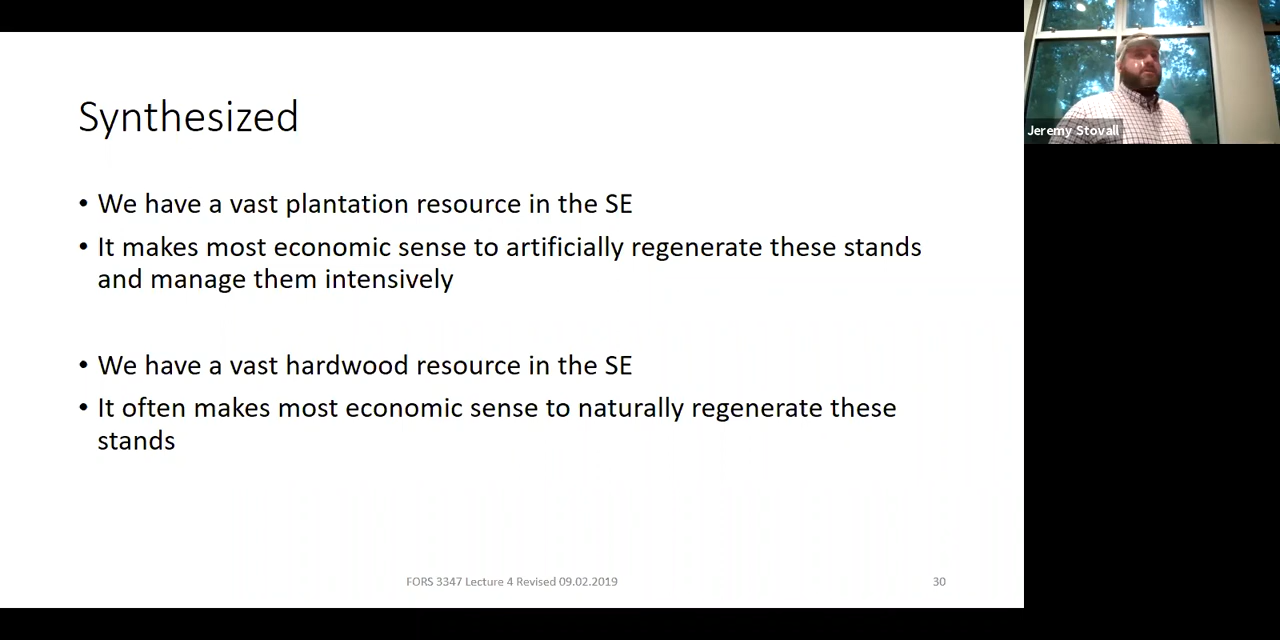 Synthesized
• We have a vast plantation resource in the SE
• It makes most economic sense to artificially regenerate these stands
and manage them intensively
• We have a vast hardwood resource in the SE
• It often makes most economic sense to naturally regenerate these
stands
FORS 3347 Lecture 4 Revised 09.02.2019
30
Jeremy Stovall